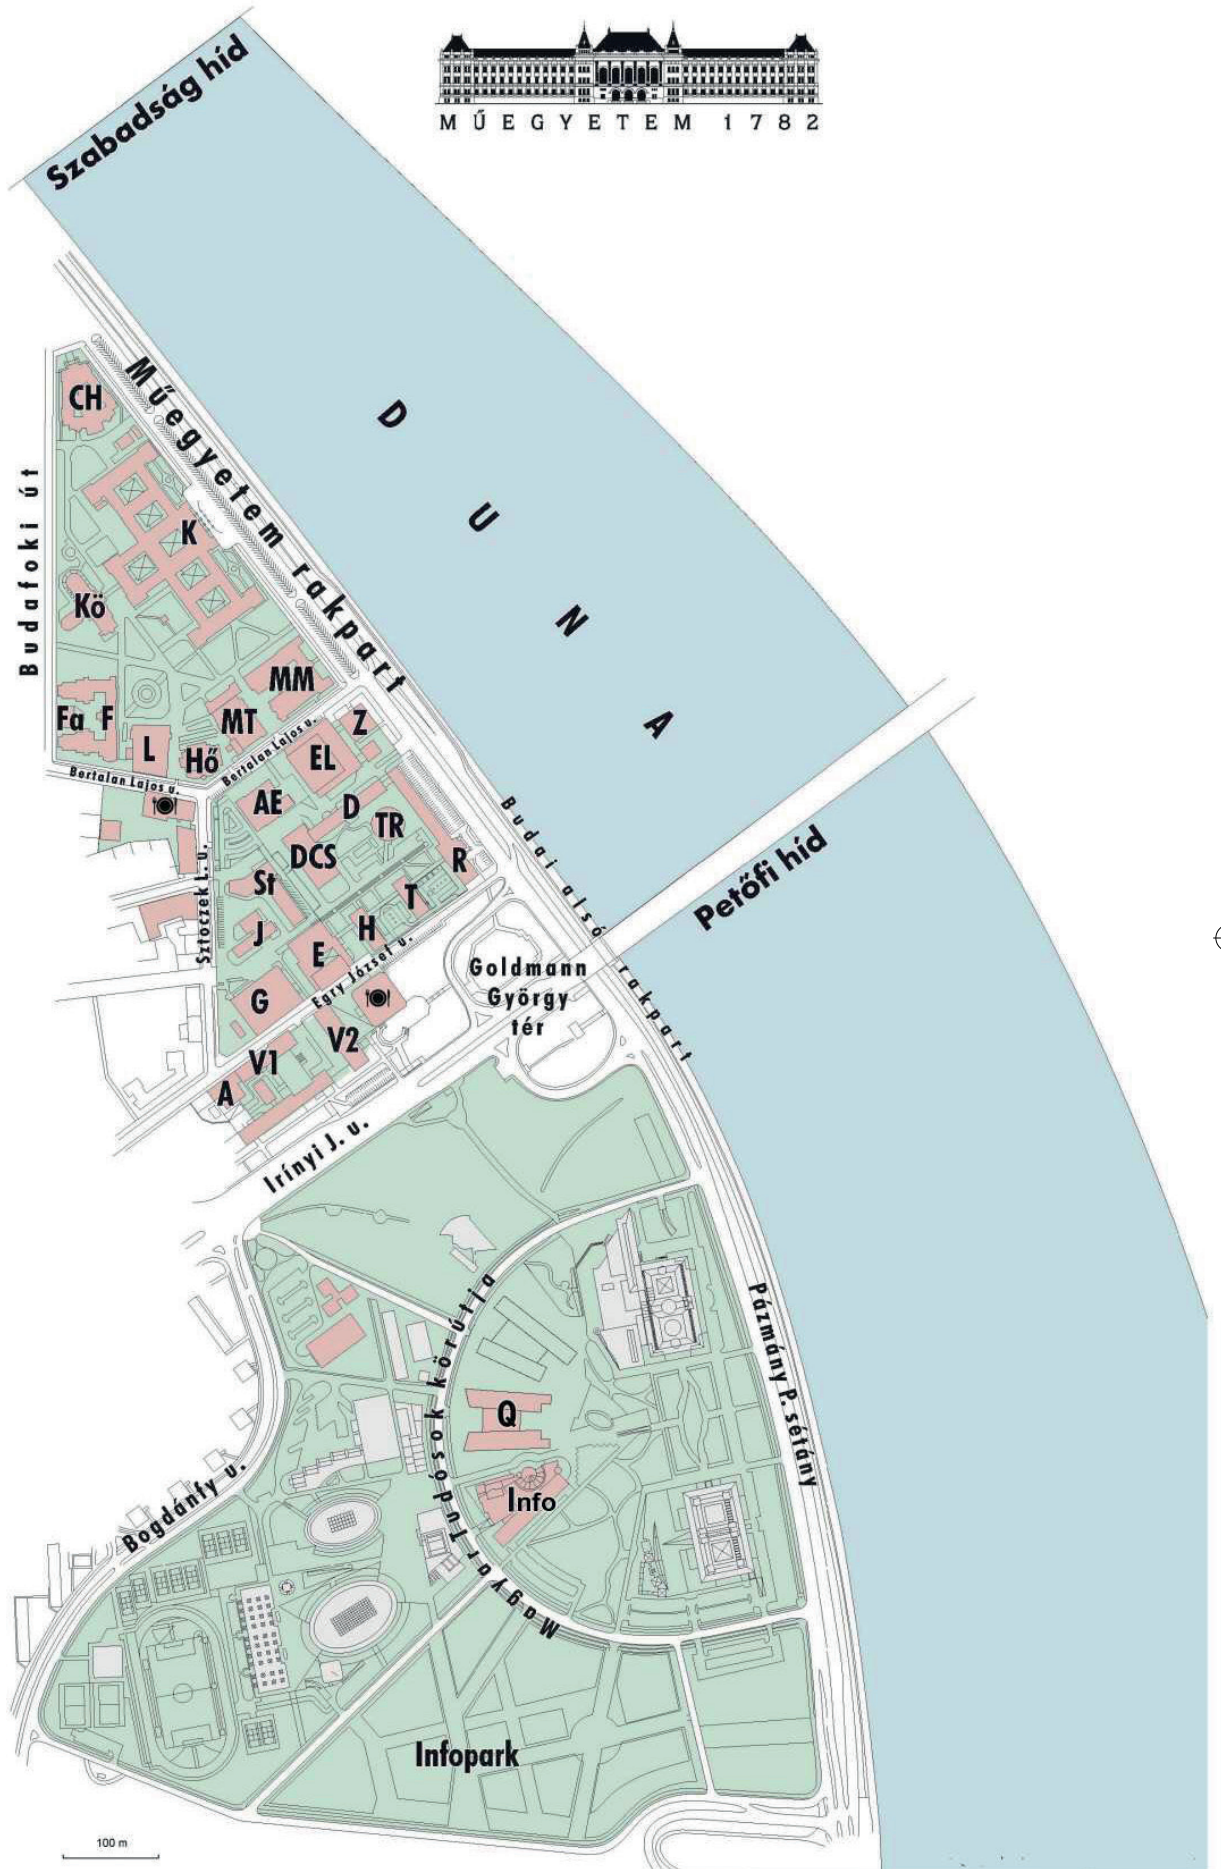 MŰEGYETEM 1782
Szabadság híd
CH
Műegyetem rakpart
DUNA
Budafoki út
K
Kö
MM
Fa
F
MT
Z
L
Hő
EL
Bertalan Lajos u.
Bertalan Lajos u.
AE
D
TR
Budai alsó rakpart
DCS
R
Petőfi híd
Sztoczek L. u.
St
T
J
H
E
Egry József u.
Goldmann
György
tér
G
V2
V1
A
Irínyi J. u.
Magyar Tudósok körútja
Pázmány P. sétány
Q
Bogdánfy u.
Info
Infopark
100 m